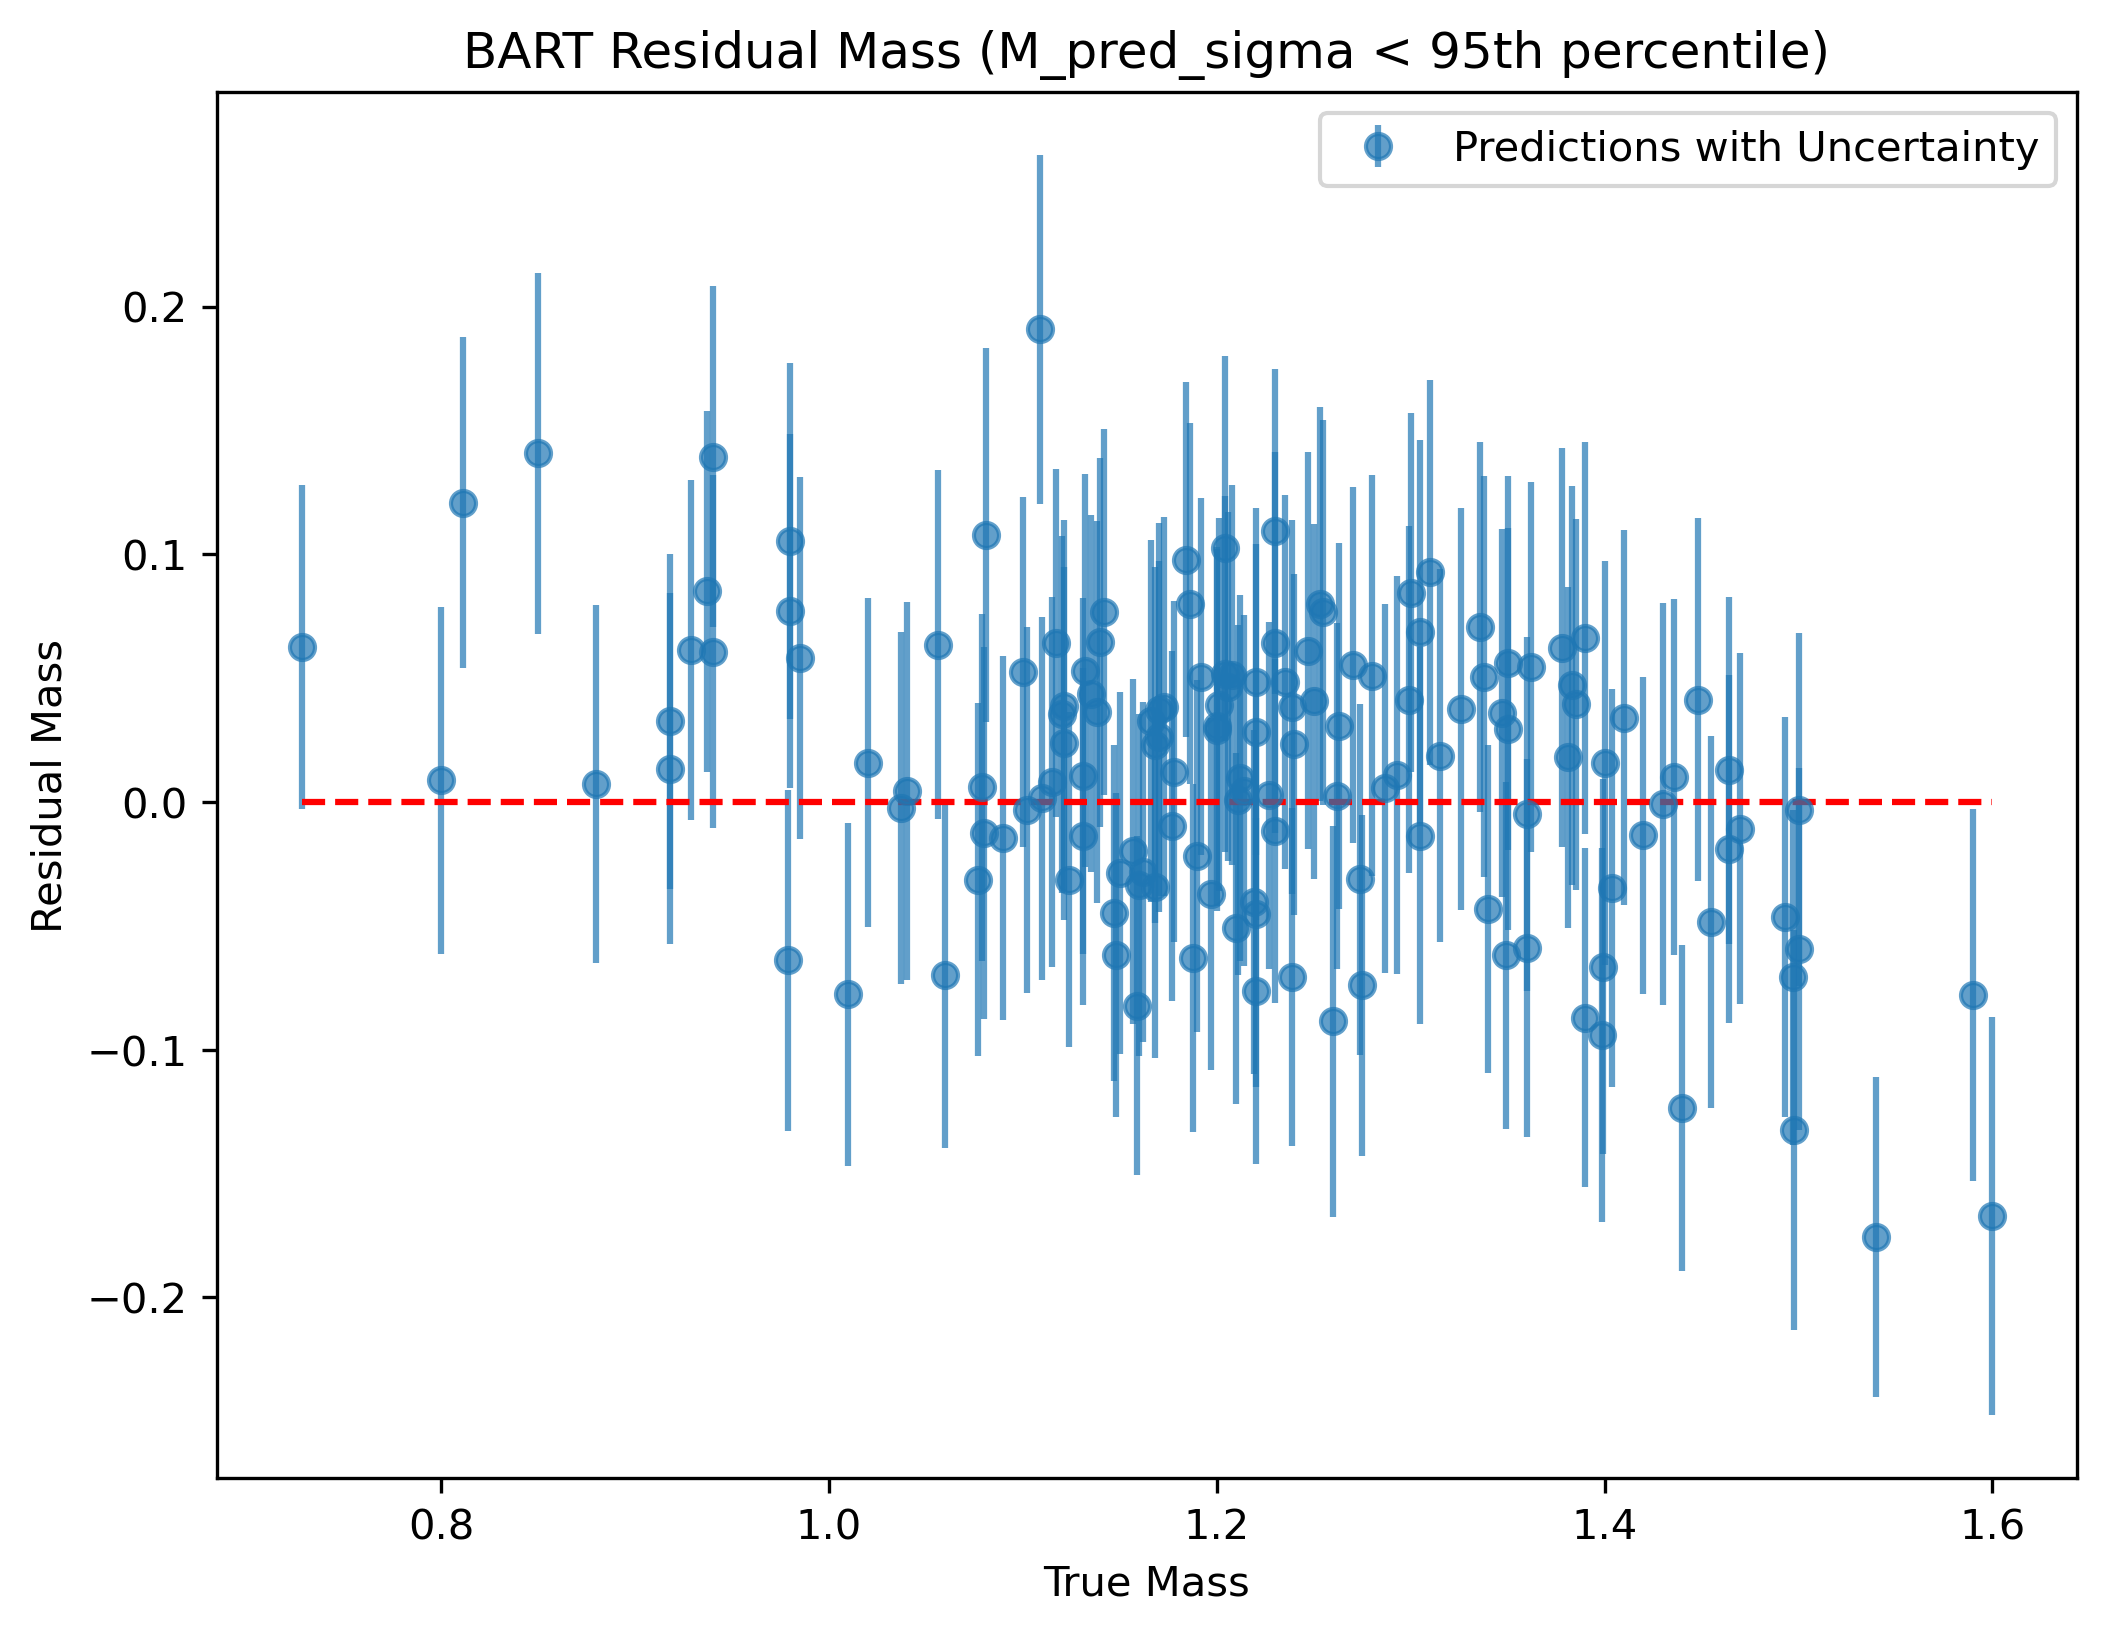 BART Residual Mass (M_pred_sigma < 95th percentile)
Predictions with Uncertainty
Residual Mass
0.2
0.1
0.0
−0.1
−0.2
0.8
1.0
1.2
1.4
1.6
True Mass